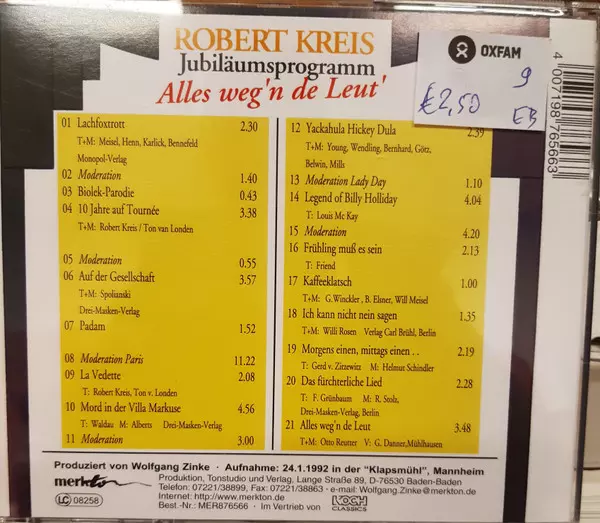 ROBERT KREIS
Jubiläumsprogramm
Alles weg'n de Leut'
OXFAM
9
€2,50
EB
4 007198 765663
01 Lachfoxtrott 2.30
T+M: Meisel, Henn, Karlick, Bennefeld
Monopol-Verlag
02 Moderation 1.40
03 Biolek-Parodie 0.43
04 10 Jahre auf Tournée 3.38
T+M: Robert Kreis / Ton van Londen
05 Moderation 0.55
06 Auf der Gesellschaft 3.57
T+M: Spolianski
Drei-Masken-Verlag
07 Padam 1.52
08 Moderation Paris 11.22
09 La Vedette 2.08
T: Robert Kreis, Ton v. Londen
10 Mord in der Villa Markuse 4.56
T: Waldau M: Alberts Drei-Masken-Verlag
11 Moderation 3.00
12 Yackahula Hickey Dula 2.39
T+M: Young, Wendling, Bernhard, Götz,
Belwin, Mills
13 Moderation Lady Day 1.10
14 Legend of Billy Holliday 4.04
T: Louis Mc Kay
15 Moderation 4.20
16 Frühling muß es sein 2.13
T: Friend
17 Kaffeeklatsch 1.00
T+M: G.Winckler , B. Elsner, Will Meisel
18 Ich kann nicht nein sagen 1.35
T+M: Willi Rosen Verlag Carl Brühl, Berlin
19 Morgens einen, mittags einen . . 2.19
T: Gerd v. Zitzewitz M: Helmut Schindler
20 Das fürchterliche Lied 2.28
T: F. Grünbaum M: R. Stolz,
Drei-Masken-Verlag, Berlin
21 Alles weg'n de Leut' 3.48
T+M: Otto Reutter V: G. Danner,Mühlhausen
Produziert von Wolfgang Zinke - Aufnahme: 24.1.1992 in der "Klapsmühl", Mannheim
merkton
Produktion, Tonstudio und Verlag, Lange Straße 89, D-76530 Baden-Baden
Telefon: 07221/38899, Fax: 07221/38863 - e-mail: Wolfgang.Zinke@merkton.de
LC 08258
Internet: http://www.merkton.de
Best.-Nr.: MER876566 | Im Vertrieb von KOCH
CLASSICS